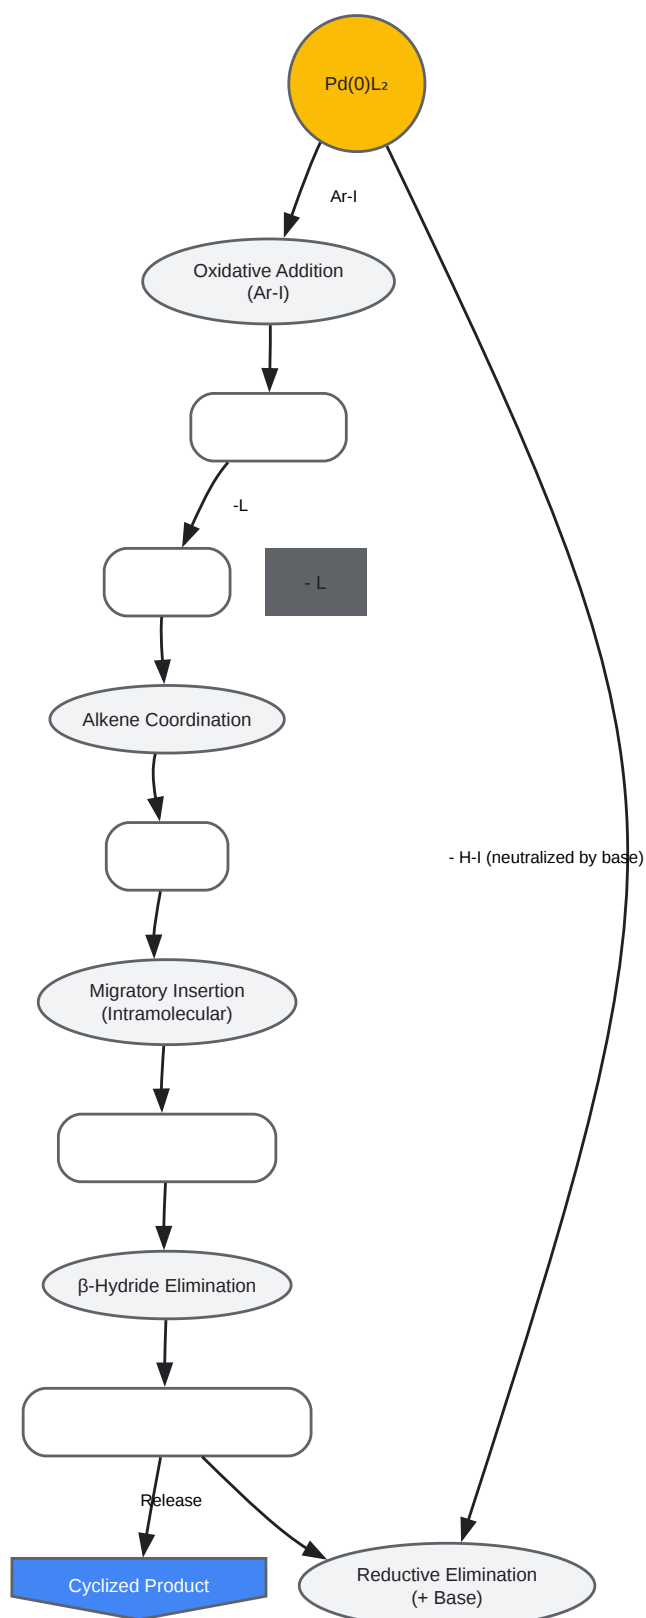 Pd(0)L₂
Ar-I
Oxidative Addition
(Ar-I)
-L
- L
Alkene Coordination
- H-I (neutralized by base)
Migratory Insertion
(Intramolecular)
β-Hydride Elimination
Release
Cyclized Product
Reductive Elimination
(+ Base)